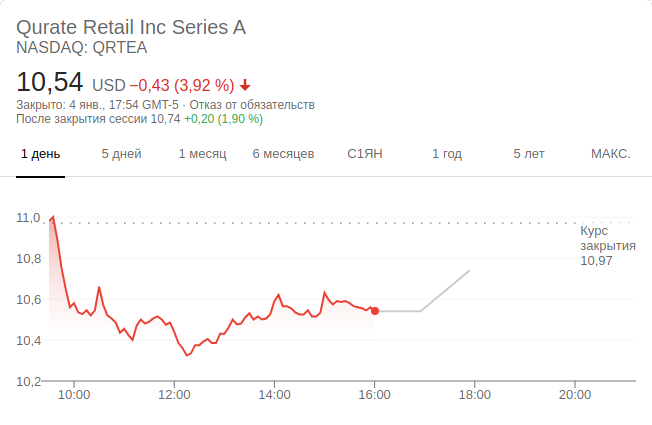 Qurate Retail Inc Series A
NASDAQ: QRTEA
10,54 USD −0,43 (3,92 %)
Закрыто: 4 янв., 17:54 GMT-5 · Отказ от обязательств
После закрытия сессии 10,74 +0,20 (1,90 %)
1 день 5 дней 1 месяц 6 месяцев С1ЯН 1 год 5 лет МАКС.
11,0
Курс
закрытия
10,97
10,8
10,6
10,4
10,2
10:00 12:00 14:00 16:00 18:00 20:00